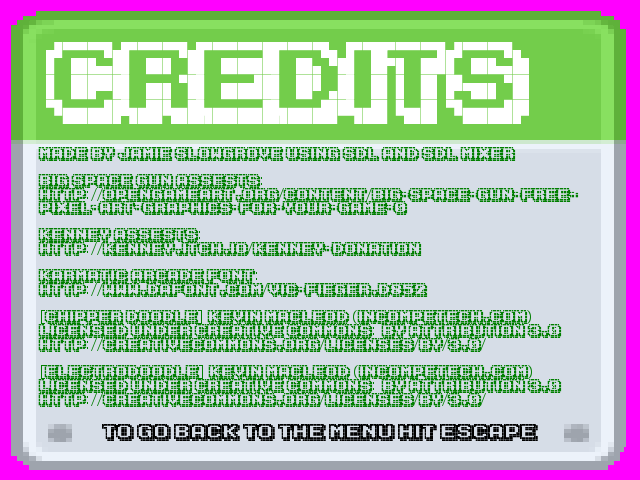 CREDITS
MADE BY JAMIE SLOWGROVE USING SDL AND SDL MIXER
BIG SPACE GUN ASSESTS:
HTTP://OPENGAMEART.ORG/CONTENT/BIG-SPACE-GUN-FREE-
PIXEL-ART-GRAPHICS-FOR-YOUR-GAME-0
KENNEY ASSESTS:
HTTP://KENNEY.ITCH.IO/KENNEY-DONATION
KARMATIC ARCADE FONT:
HTTP://WWW.DAFONT.COM/VIC-FIEGER.D852
[CHIPPER DOODLE] KEVIN MACLEOD (INCOMPETECH.COM)
LICENSED UNDER CREATIVE COMMONS: BY ATTRIBUTION 3.0
HTTP://CREATIVECOMMONS.ORG/LICENSES/BY/3.0/
[ELECTRODOODLE] KEVIN MACLEOD (INCOMPETECH.COM)
LICENSED UNDER CREATIVE COMMONS: BY ATTRIBUTION 3.0
HTTP://CREATIVECOMMONS.ORG/LICENSES/BY/3.0/
TO GO BACK TO THE MENU HIT ESCAPE